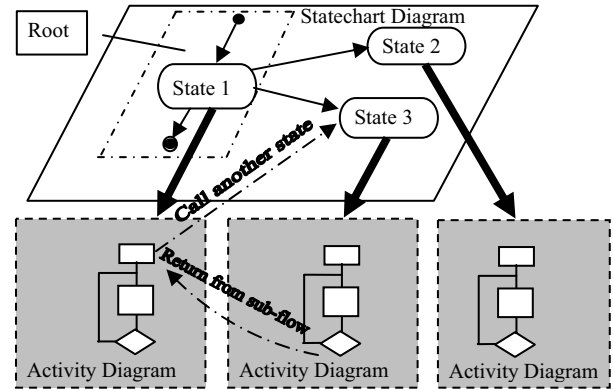 Statechart Diagram
Root
State 2
State 1
State 3
Call another state
Return from sub-flow
Activity Diagram
Activity Diagram
Activity Diagram